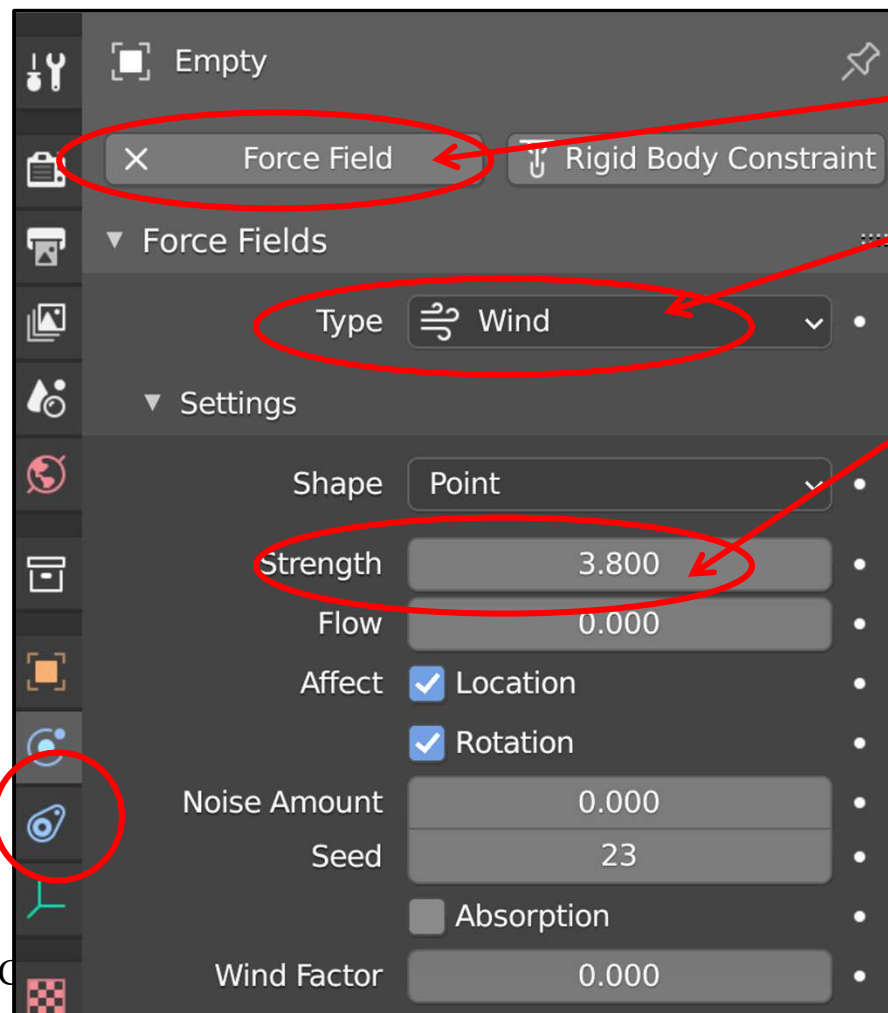 Empty
Force Field Rigid Body Constraint
Force Fields
Type Wind
Settings
Shape Point
Strength 3.800
Flow 0.000
Affect Location
Rotation
Noise Amount 0.000
Seed 23
Absorption
Wind Factor 0.000